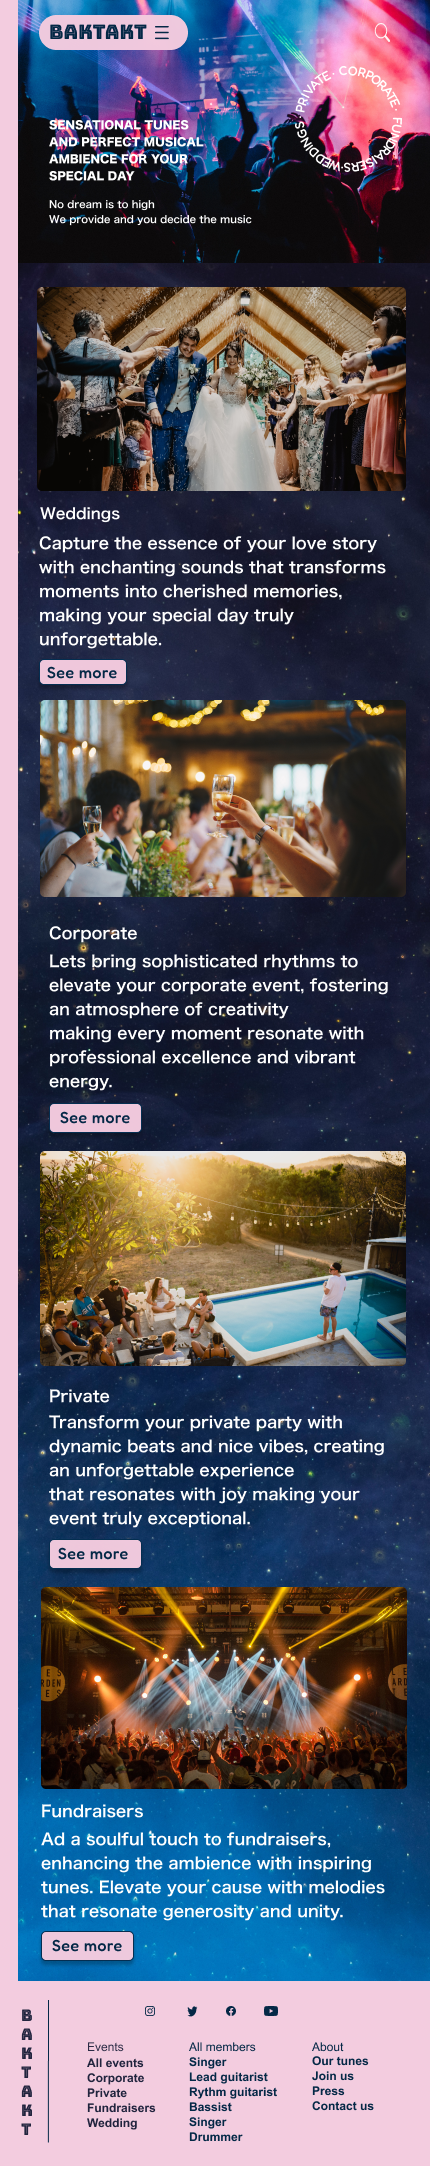 BAKTAKT
PRIVATE · CORPORATE · FUNDRAISERS · WEDDINGS ·
SENSATIONAL TUNES
AND PERFECT MUSICAL
AMBIENCE FOR YOUR
SPECIAL DAY
No dream is to high
We provide and you decide the music
Weddings
Capture the essence of your love story
with enchanting sounds that transforms
moments into cherished memories,
making your special day truly
unforgettable.
See more
Corporate
Lets bring sophisticated rhythms to
elevate your corporate event, fostering
an atmosphere of creativity
making every moment resonate with
professional excellence and vibrant
energy.
See more
Private
Transform your private party with
dynamic beats and nice vibes, creating
an unforgettable experience
that resonates with joy making your
event truly exceptional.
See more
Fundraisers
Ad a soulful touch to fundraisers,
enhancing the ambience with inspiring
tunes. Elevate your cause with melodies
that resonate generosity and unity.
See more
BAKTAKT
Events
All events
Corporate
Private
Fundraisers
Wedding
All members
Singer
Lead guitarist
Rythm guitarist
Bassist
Singer
Drummer
About
Our tunes
Join us
Press
Contact us